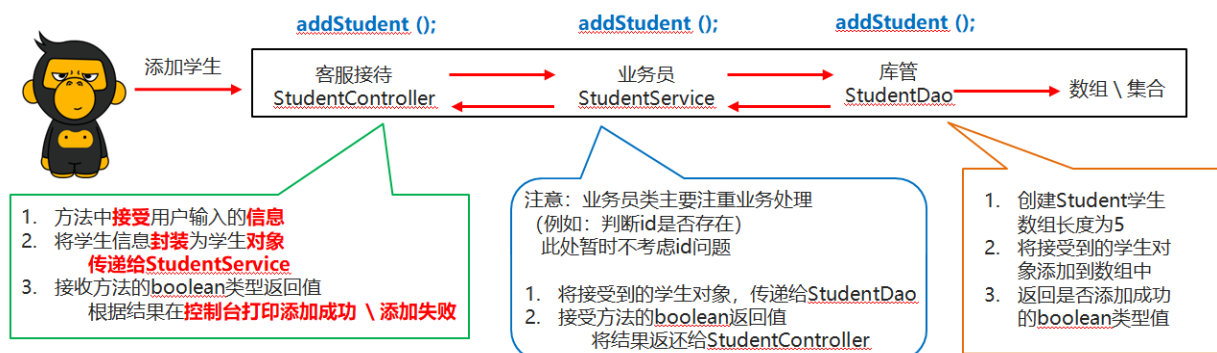 addStudent ();
addStudent ();
addStudent ();
添加学生
客服接待
StudentController
业务员
StudentService
库管
StudentDao
数组 \ 集合
1. 方法中接受用户输入的信息
2. 将学生信息封装为学生对象
传递给StudentService
3. 接收方法的boolean类型返回值
根据结果在控制台打印添加成功 \ 添加失败
注意：业务员类主要注重业务处理
（例如：判断id是否存在）
此处暂时不考虑id问题
1. 将接受到的学生对象，传递给StudentDao
2. 接受方法的boolean返回值
将结果返还给StudentController
1. 创建Student学生
数组长度为5
2. 将接受到的学生对
象添加到数组中
3. 返回是否添加成功
的boolean类型值